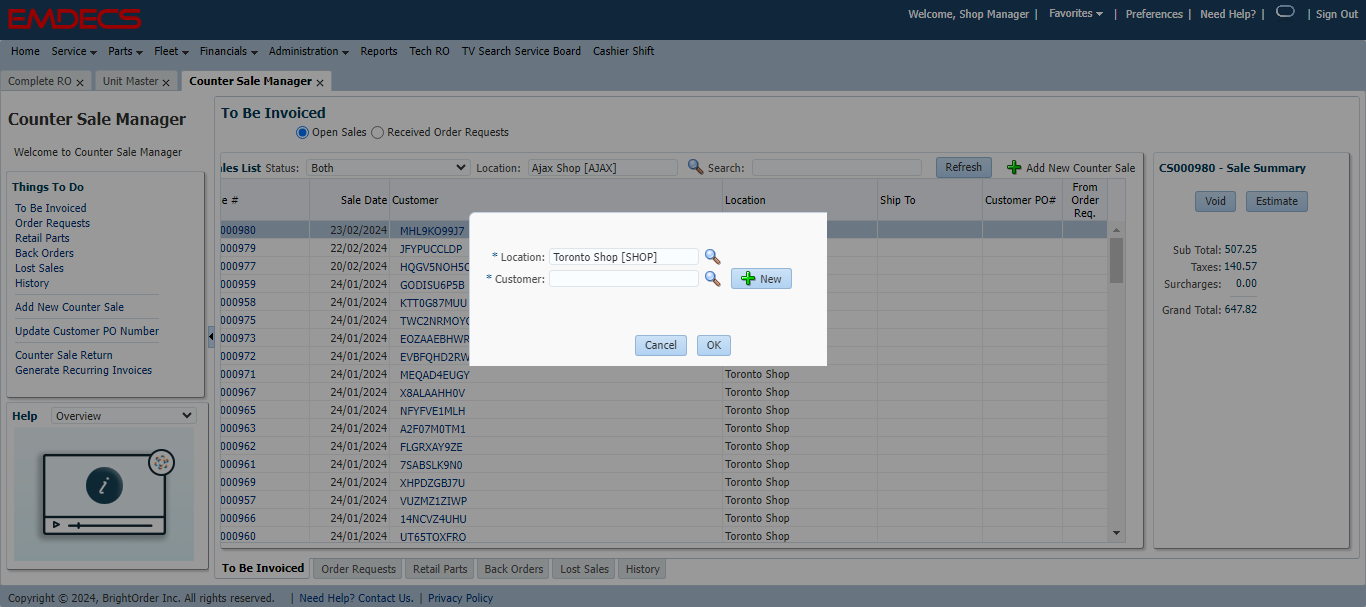 EMDECS
Welcome, Shop Manager | Favorites | Preferences | Need Help? | | Sign Out
Home Service Parts Fleet Financials Administration Reports Tech RO TV Search Service Board Cashier Shift
Complete RO × Unit Master × Counter Sale Manager ×
Counter Sale Manager
Welcome to Counter Sale Manager
Things To Do
To Be Invoiced
Order Requests
Retail Parts
Back Orders
Lost Sales
History
Add New Counter Sale
Update Customer PO Number
Counter Sale Return
Generate Recurring Invoices
Help Overview
i
To Be Invoiced
Open Sales Received Order Requests
ales List Status: Both Location: Ajax Shop [AJAX] Search: Refresh Add New Counter Sale
e # Sale Date Customer Location Ship To Customer PO# From Order Req.
000980 23/02/2024 MHL9KO99J7
000979 22/02/2024 JFYPUCCLDP
000977 20/02/2024 HQGV5NOH5C
000959 24/01/2024 GODISU6P5B
000958 24/01/2024 KTT0G87MUU
000975 24/01/2024 TWC2NRMOYC
000973 24/01/2024 EOZAAEBHWR
000972 24/01/2024 EVBFQHD2RW
000971 24/01/2024 MEQAD4EUGY Toronto Shop
000967 24/01/2024 X8ALAAHH0V Toronto Shop
000965 24/01/2024 NFYFVE1MLH Toronto Shop
000963 24/01/2024 A2F07M0TM1 Toronto Shop
000962 24/01/2024 FLGRXAY9ZE Toronto Shop
000961 24/01/2024 7SABSLK9N0 Toronto Shop
000969 24/01/2024 XHPDZGBJ7U Toronto Shop
000957 24/01/2024 VUZMZ1ZIWP Toronto Shop
000966 24/01/2024 14NCVZ4UHU Toronto Shop
000960 24/01/2024 UT65TOXFRO Toronto Shop
* Location: Toronto Shop [SHOP]
* Customer: New
Cancel OK
CS000980 - Sale Summary
Void Estimate
Sub Total: 507.25
Taxes: 140.57
Surcharges: 0.00
Grand Total: 647.82
To Be Invoiced Order Requests Retail Parts Back Orders Lost Sales History
Copyright © 2024, BrightOrder Inc. All rights reserved. | Need Help? Contact Us. | Privacy Policy